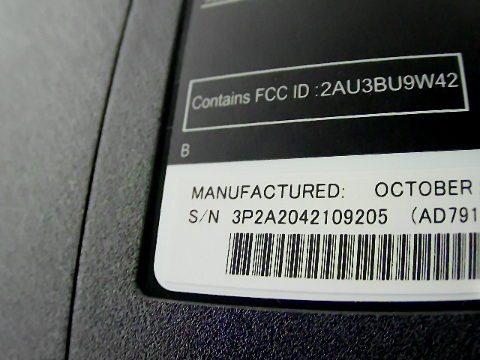 Contains FCC ID :2AU3BU9W42
B
MANUFACTURED: OCTOBER
S/N 3P2A2042109205 (AD791